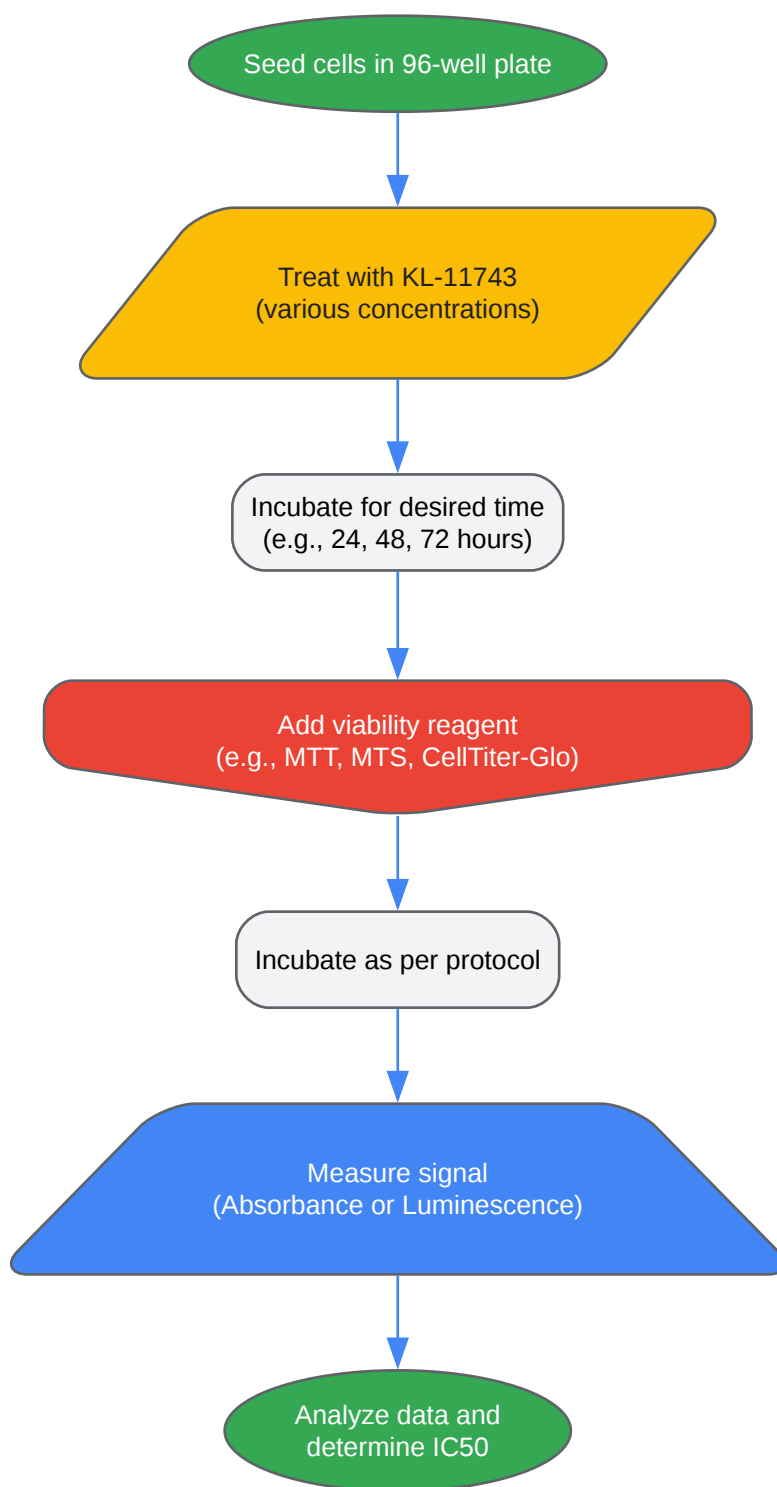 Seed cells in 96-well plate
Treat with KL-11743
(various concentrations)
Incubate for desired time
(e.g., 24, 48, 72 hours)
Add viability reagent
(e.g., MTT, MTS, CellTiter-Glo)
Incubate as per protocol
Measure signal
(Absorbance or Luminescence)
Analyze data and
determine IC50